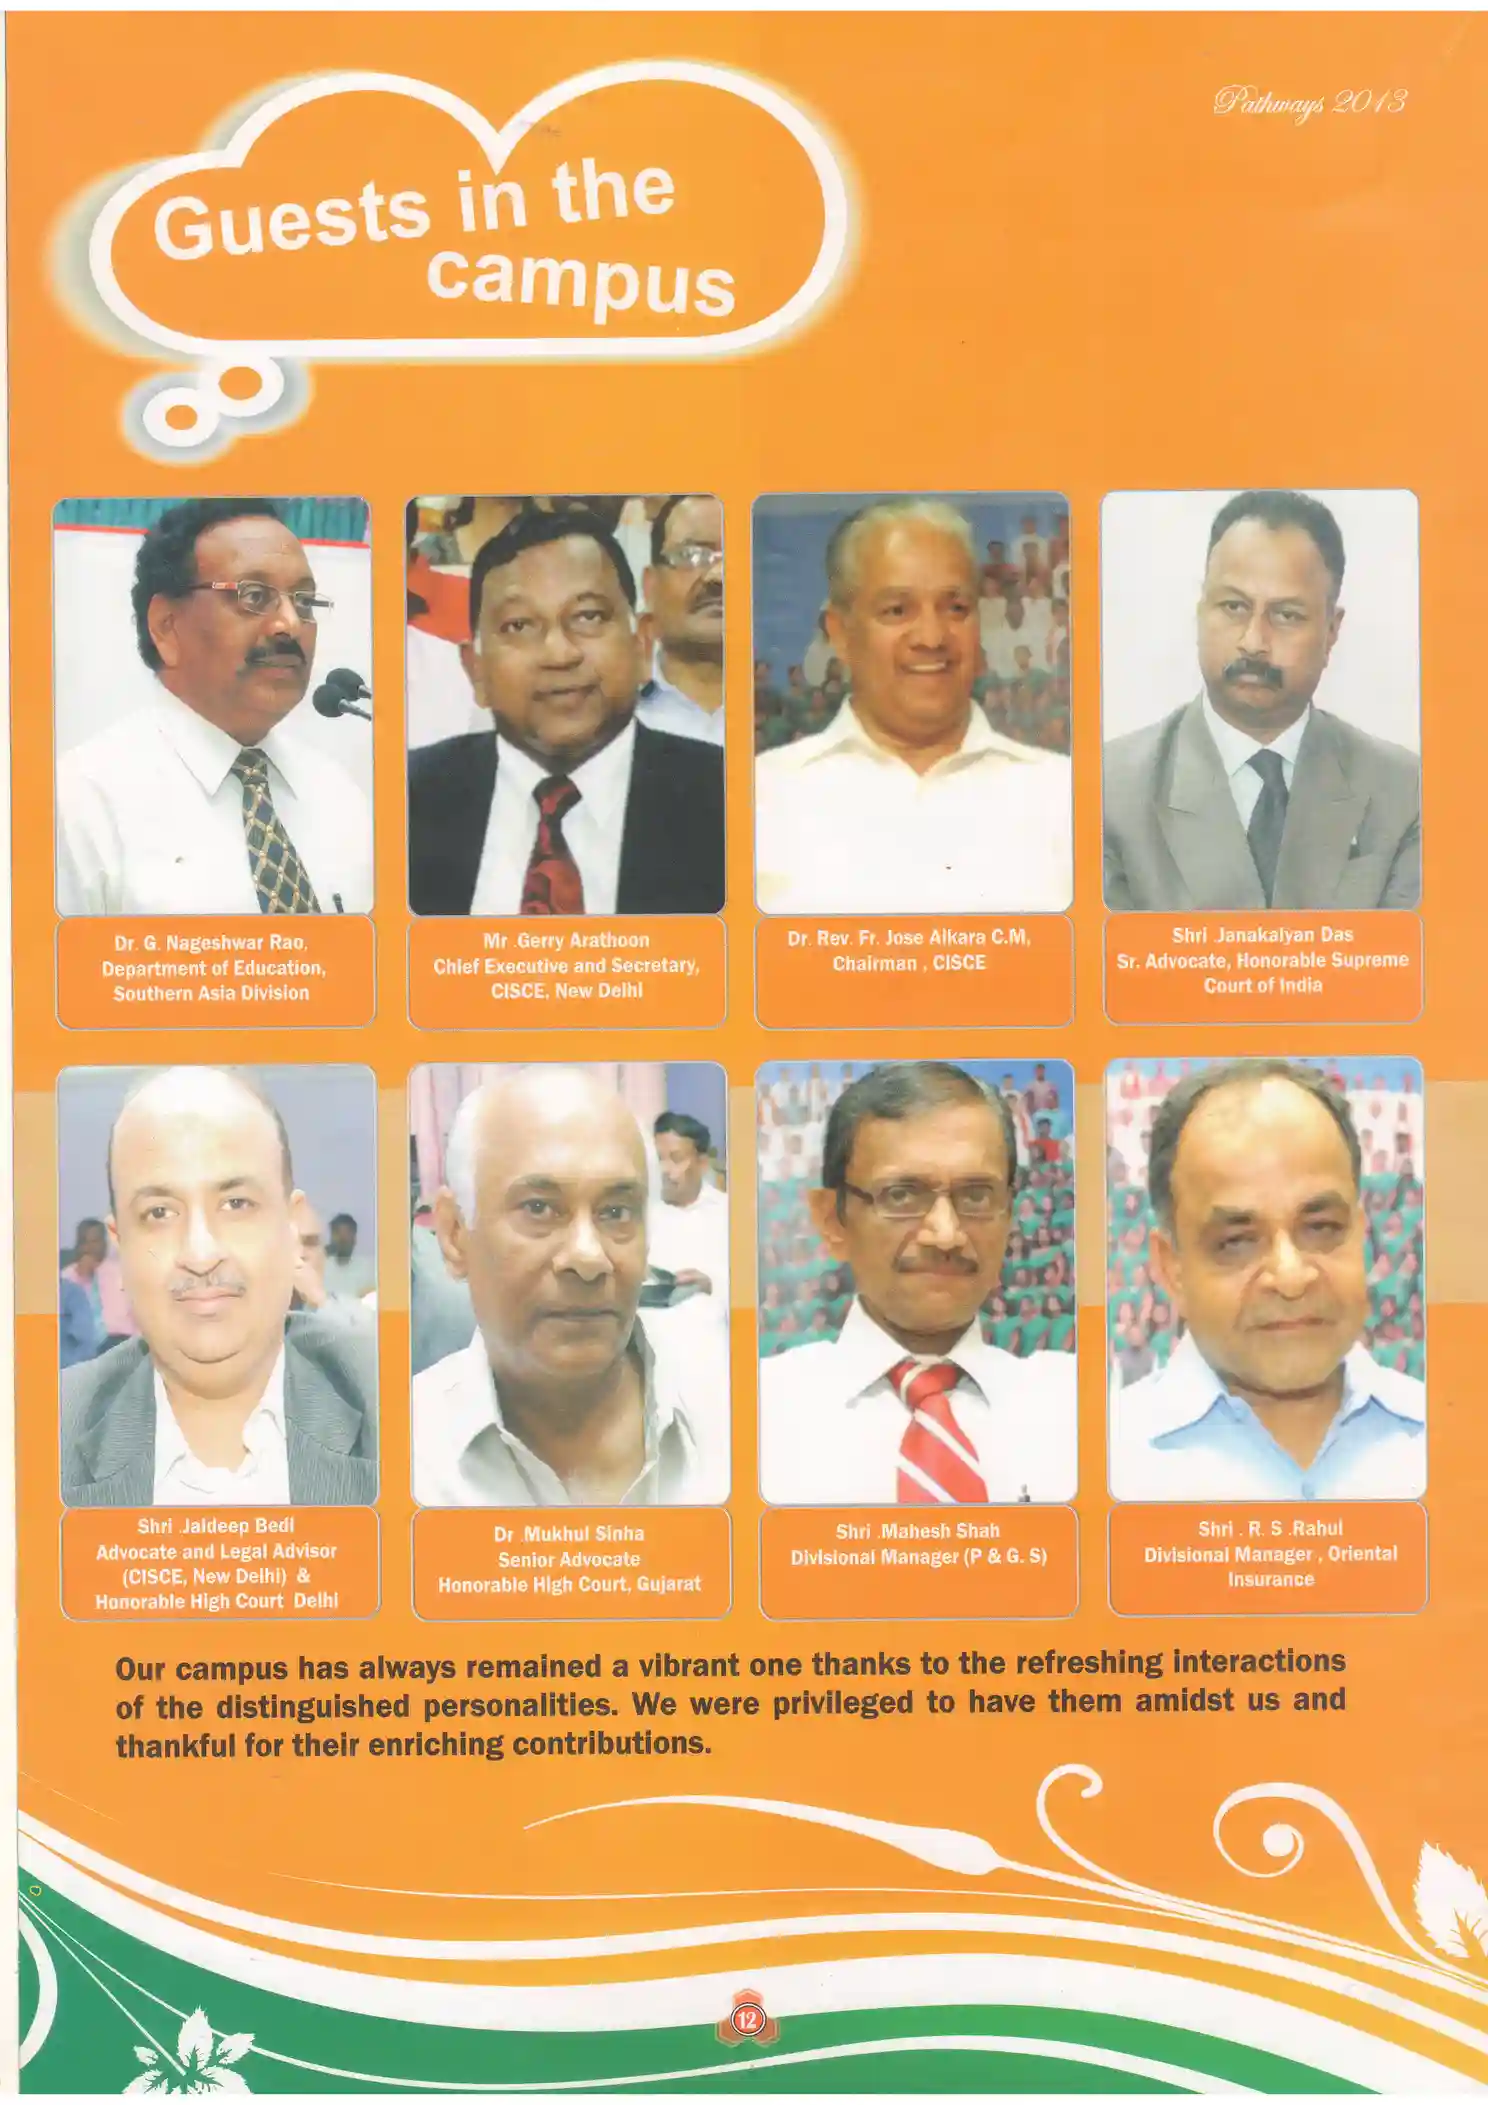 Pathways 2013
Guests in the
campus
Dr. G. Nageshwar Rao,
Department of Education,
Southern Asia Division
Mr .Gerry Arathoon
Chief Executive and Secretary,
CISCE, New Delhi
Dr. Rev. Fr. Jose Alkara C.M,
Chairman , CISCE
Shri .Janakalyan Das
Sr. Advocate, Honorable Supreme
Court of India
Shri .Jaideep Bedi
Advocate and Legal Advisor
(CISCE, New Delhi) &
Honorable High Court Delhi
Dr .Mukhul Sinha
Senior Advocate
Honorable High Court, Gujarat
Shri .Mahesh Shah
Divisional Manager (P & G. S)
Shri . R. S .Rahul
Divisional Manager , Oriental
Insurance
Our campus has always remained a vibrant one thanks to the refreshing interactions
of the distinguished personalities. We were privileged to have them amidst us and
thankful for their enriching contributions.
12